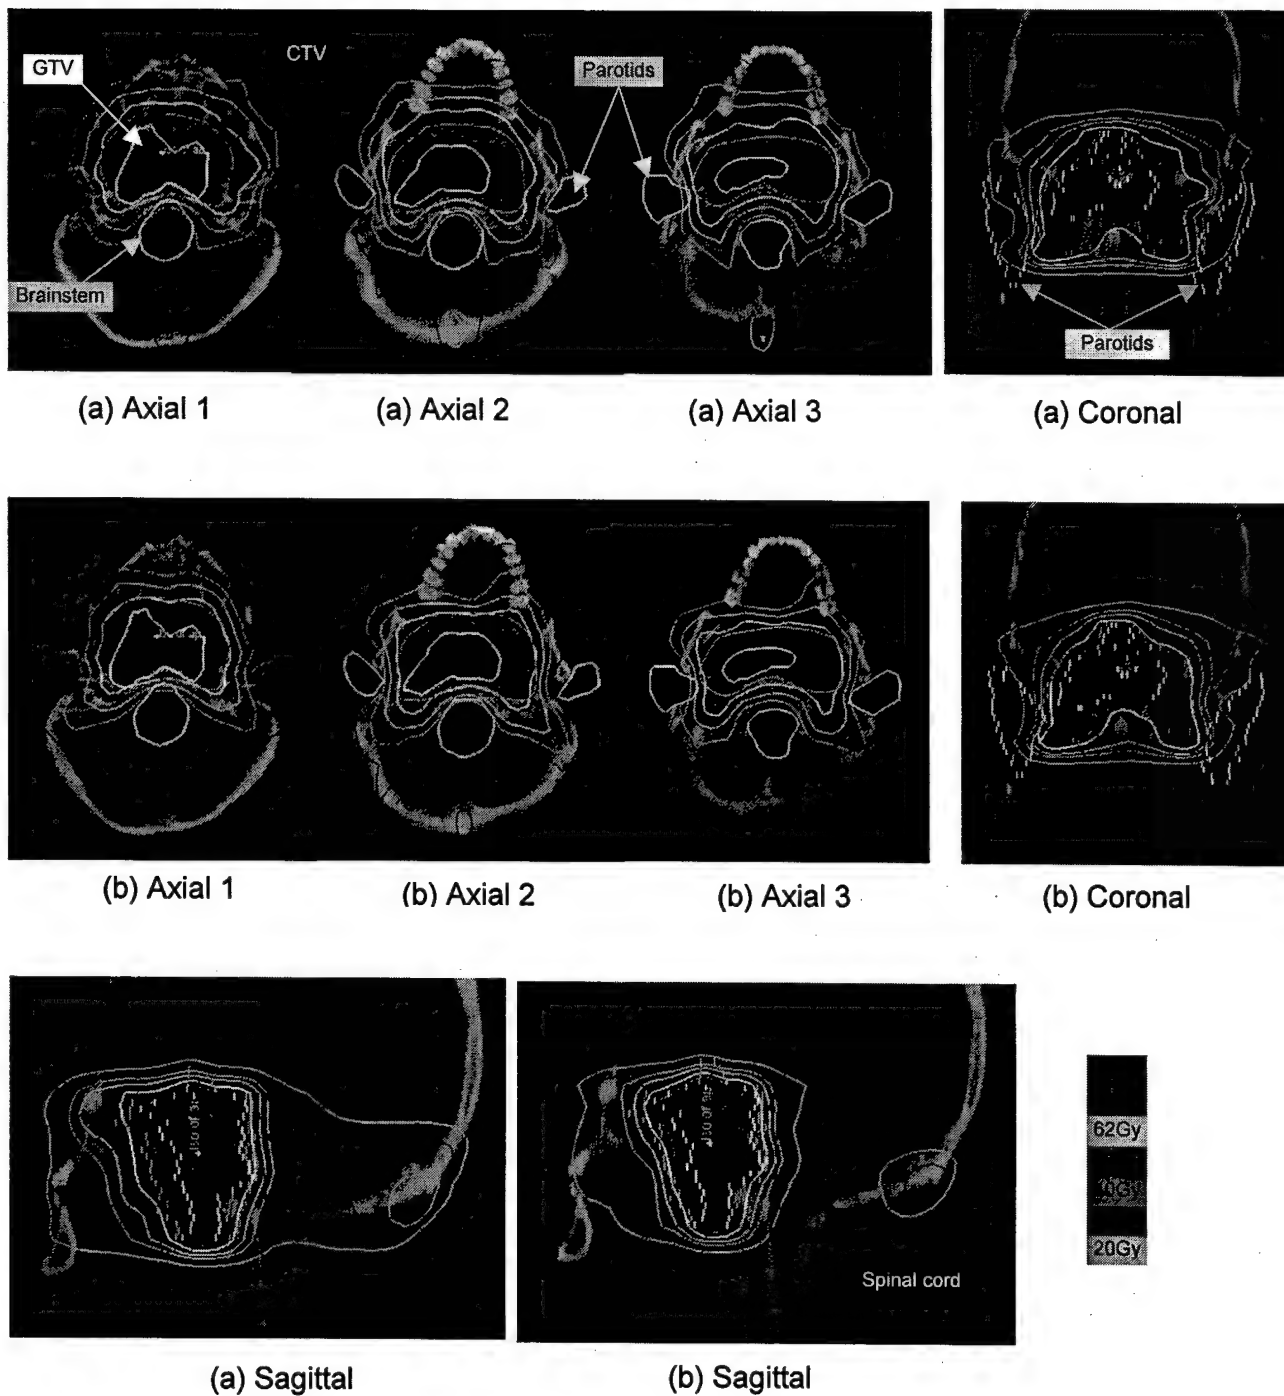 GTV
CTV
Parotids
Brainstem
Parotids
(a) Axial 1
(a) Axial 2
(a) Axial 3
(a) Coronal
(b) Axial 1
(b) Axial 2
(b) Axial 3
(b) Coronal
62Gy
20Gy
Spinal cord
(a) Sagittal
(b) Sagittal